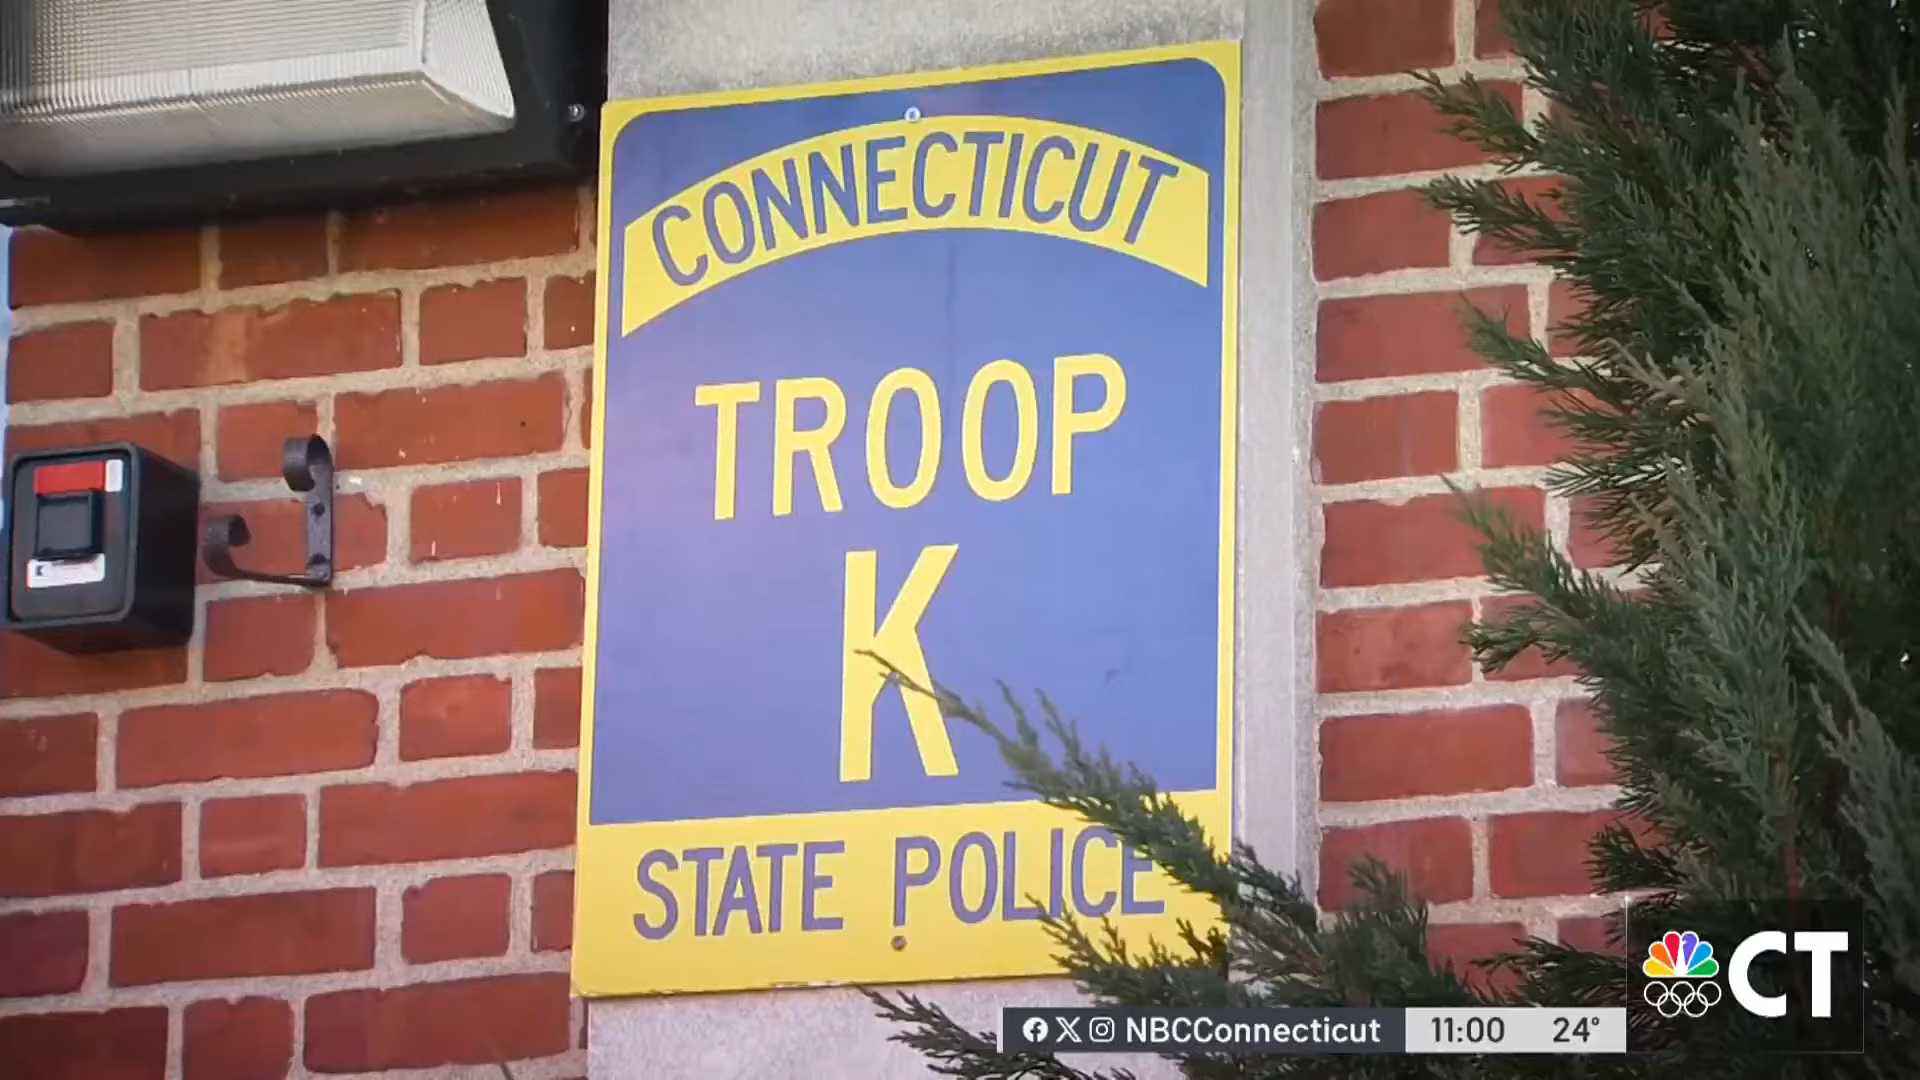 CONNECTICUT
TROOP
K
STATE POLICE
CT
NBCConnecticut 11:00 24°